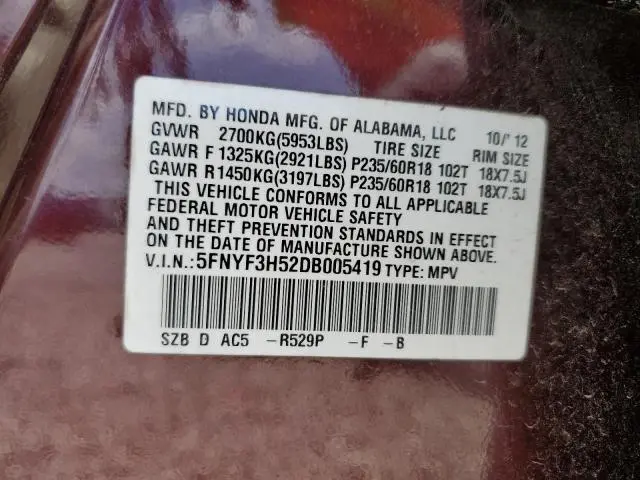 MFD. BY HONDA MFG. OF ALABAMA, LLC 10/'12
GVWR 2700KG(5953LBS) TIRE SIZE RIM SIZE
GAWR F 1325KG(2921LBS) P235/60R18 102T 18X7.5J
GAWR R1450KG(3197LBS) P235/60R18 102T 18X7.5J
THIS VEHICLE CONFORMS TO ALL APPLICABLE
FEDERAL MOTOR VEHICLE SAFETY
AND THEFT PREVENTION STANDARDS IN EFFECT
ON THE DATE OF MANUFACTURE SHOWN ABOVE.
V.I.N.:5FNYF3H52DB005419 TYPE: MPV
SZB D AC5 -R529P -F -B